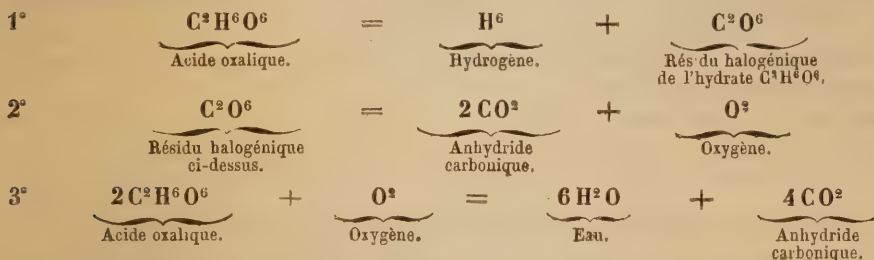 1° C²H⁶O⁶ = H⁶ + C²O⁶
Acide oxalique. Hydrogène. Rés du halogénique
de l'hydrate C²H⁶O⁶.
2° C²O⁶ = 2CO² + O²
Résidu halogénique Anhydride Oxygène.
ci-dessus. carbonique.
3° 2C²H⁶O⁶ + O² = 6H²O + 4CO²
Acide oxalique. Oxygène. Eau. Anhydride
carbonique.